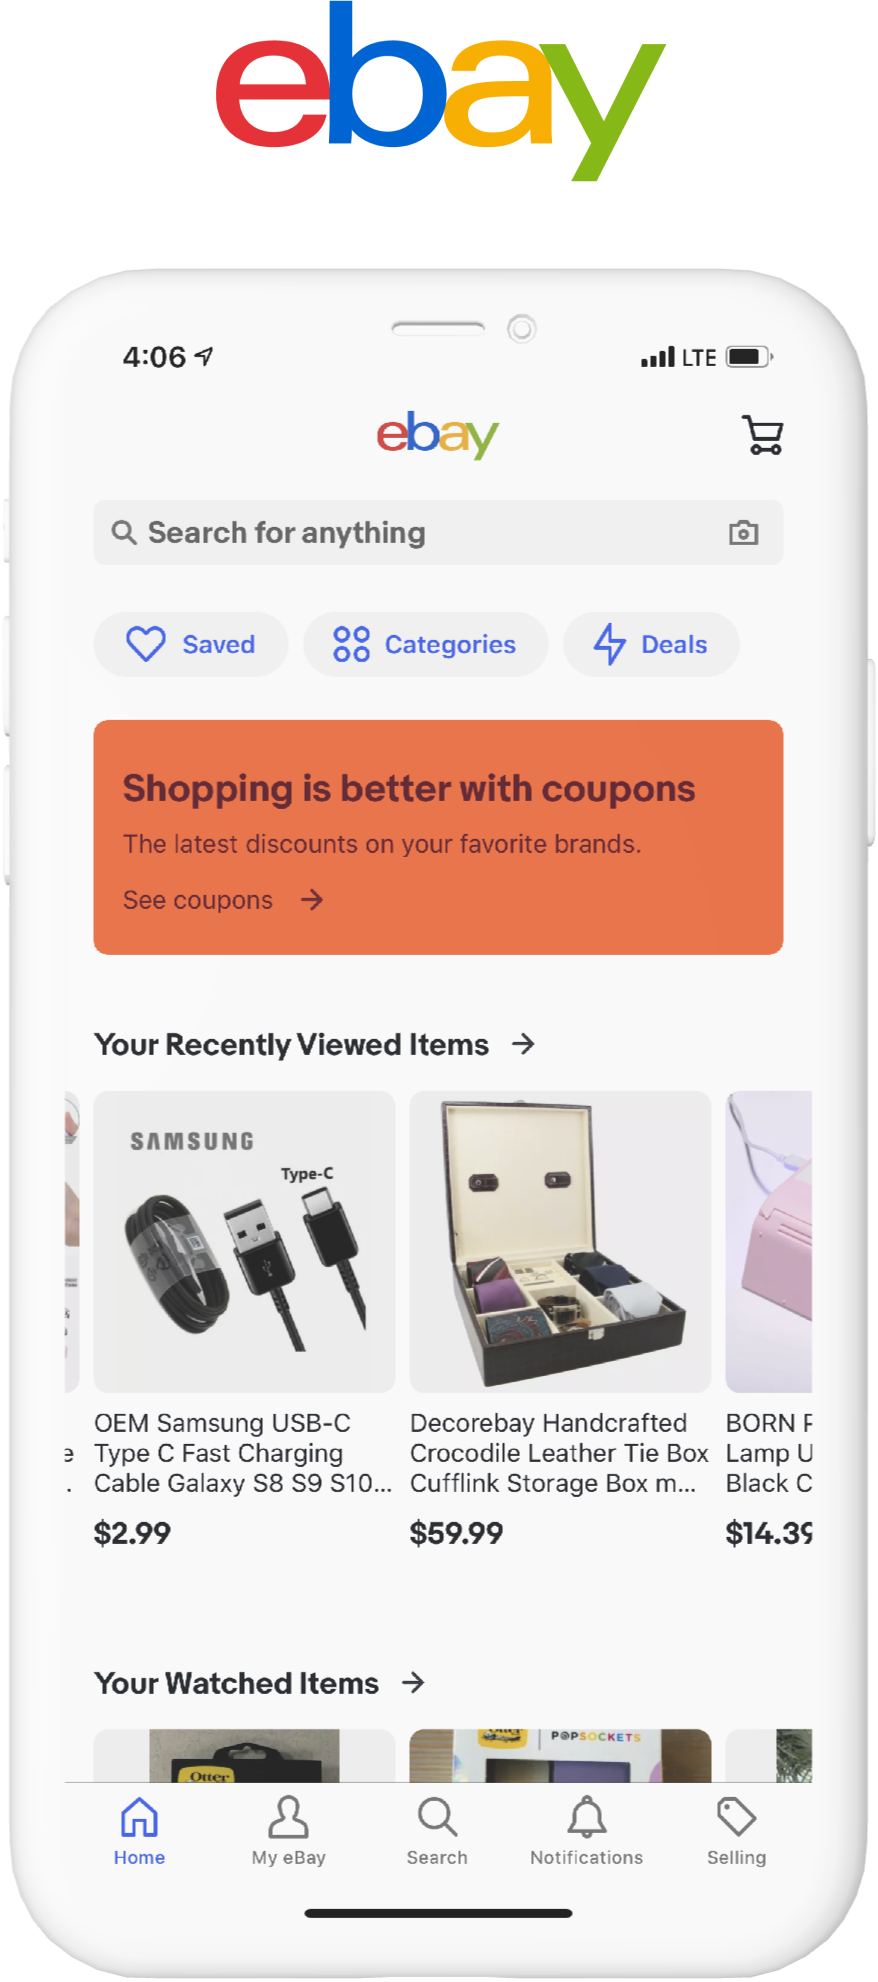 ebay
4:06 LTE
ebay
Search for anything
Saved Categories Deals
Shopping is better with coupons
The latest discounts on your favorite brands.
See coupons
Your Recently Viewed Items
SAMSUNG
Type-C
OEM Samsung USB-C
Type C Fast Charging
Cable Galaxy S8 S9 S10...
$2.99
Decorebay Handcrafted
Crocodile Leather Tie Box
Cufflink Storage Box m...
$59.99
BORN
Lamp U
Black C
$14.39
Your Watched Items
Otter
Otter POPSOCKETS
Home My eBay Search Notifications Selling